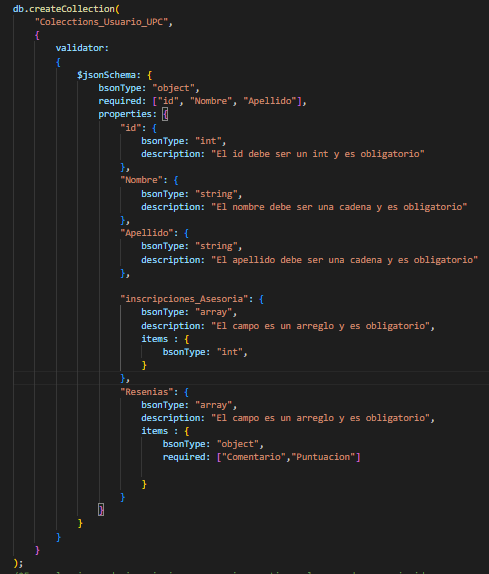 db.createCollection(
"Colecctions_Usuario_UPC",
{
validator:
{
$jsonSchema: {
bsonType: "object",
required: ["id", "Nombre", "Apellido"],
properties: {
"id": {
bsonType: "int",
description: "El id debe ser un int y es obligatorio"
},
"Nombre": {
bsonType: "string",
description: "El nombre debe ser una cadena y es obligatorio"
},
"Apellido": {
bsonType: "string",
description: "El apellido debe ser una cadena y es obligatorio"
},
"inscripciones_Asesoria": {
bsonType: "array",
description: "El campo es un arreglo y es obligatorio",
items : {
bsonType: "int",
}
},
"Resenias": {
bsonType: "array",
description: "El campo es un arreglo y es obligatorio",
items : {
bsonType: "object",
required: ["Comentario","Puntuacion"]
}
}
}
}
}
}
);